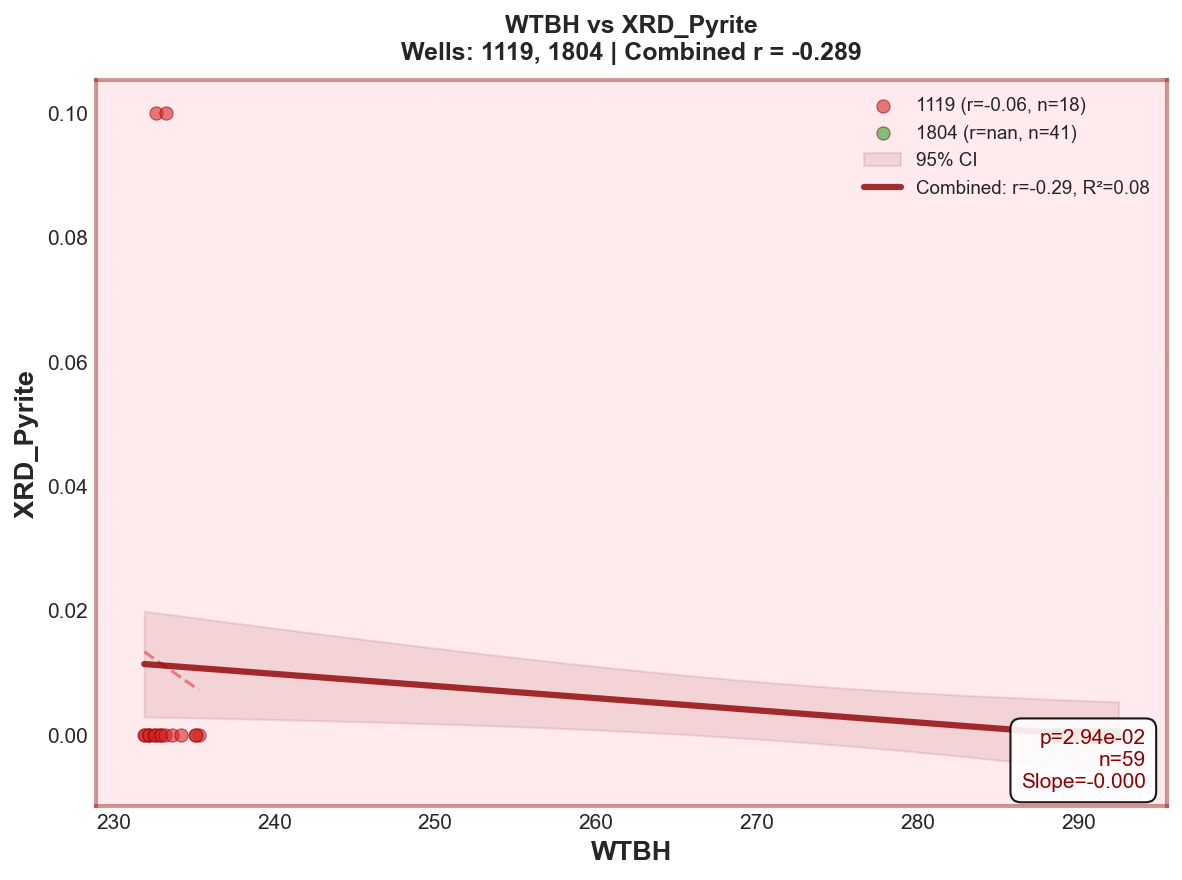 WTBH vs XRD_Pyrite
Wells: 1119, 1804 | Combined r = -0.289
1119 (r=-0.06, n=18)
1804 (r=nan, n=41)
95% CI
Combined: r=-0.29, R²=0.08
XRD_Pyrite
0.10
0.08
0.06
0.04
0.02
0.00
p=2.94e-02
n=59
Slope=-0.000
230
240
250
260
270
280
290
WTBH